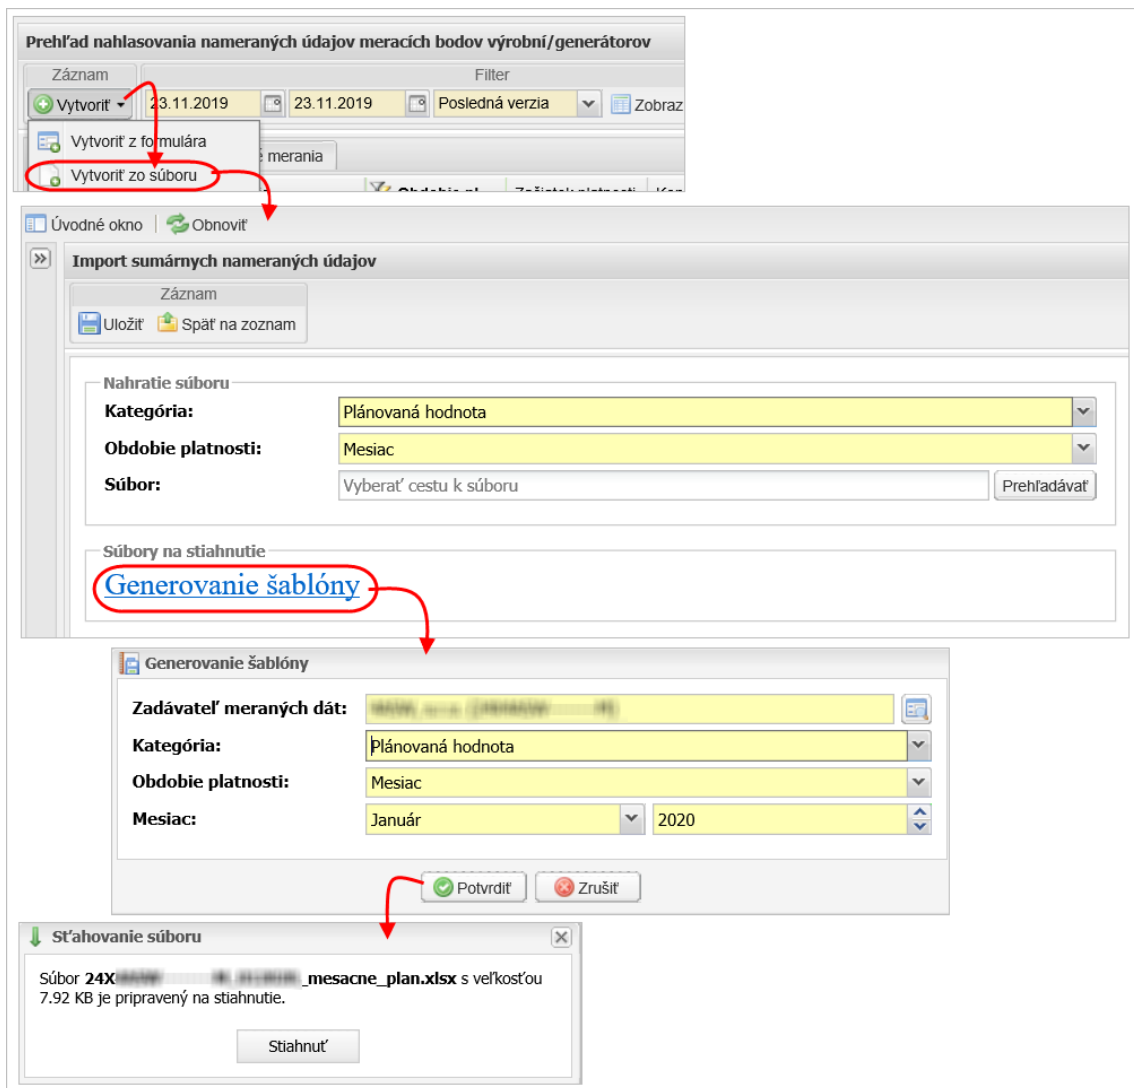 Prehľad nahlasovania nameraných údajov meracích bodov výrobní/generátorov
Záznam
Filter
Vytvoriť
23.11.2019
23.11.2019
Posledná verzia
Zobraz
Vytvoriť z formulára
merania
Vytvoriť zo súboru
Úvodné okno
Obnoviť
Import sumárnych nameraných údajov
Záznam
Uložiť
Späť na zoznam
Nahratie súboru
Kategória:
Plánovaná hodnota
Obdobie platnosti:
Mesiac
Súbor:
Vyberať cestu k súboru
Prehľadávať
Súbory na stiahnutie
Generovanie šablóny
Generovanie šablóny
Zadávateľ meraných dát:
Kategória:
Plánovaná hodnota
Obdobie platnosti:
Mesiac
Mesiac:
Január
2020
Potvrdiť
Zrušiť
Sťahovanie súboru
Súbor 24X _mesacne_plan.xlsx s veľkosťou
7.92 KB je pripravený na stiahnutie.
Stiahnuť